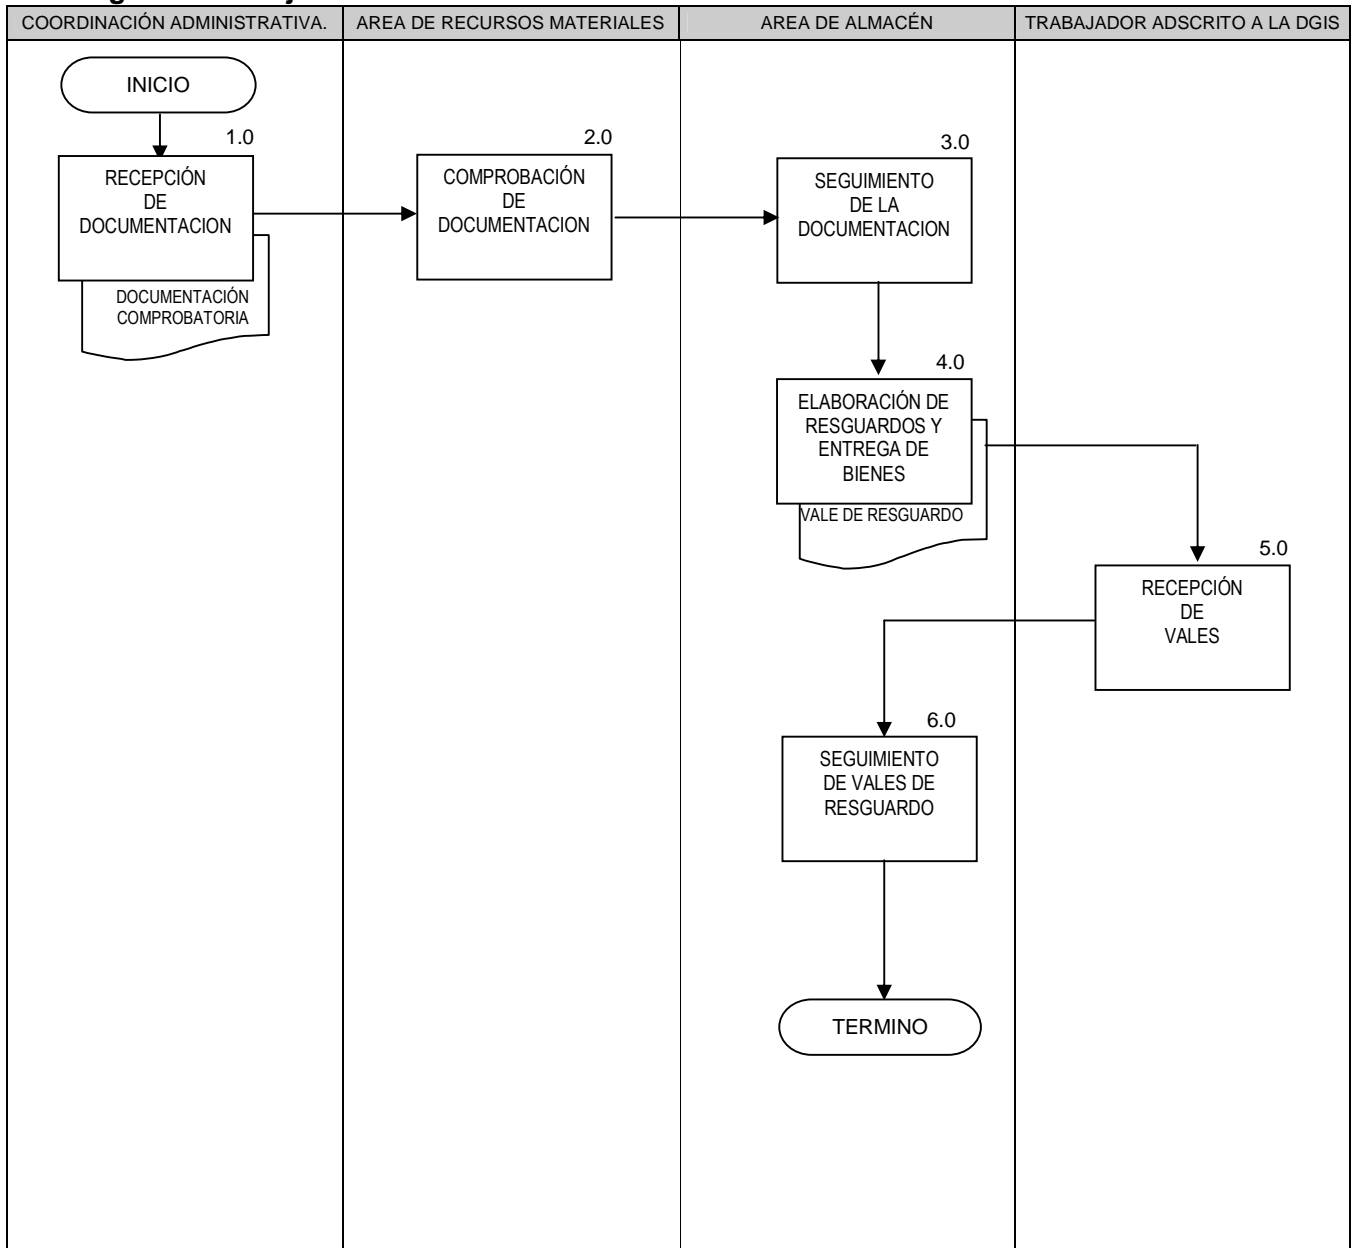 COORDINACIÓN ADMINISTRATIVA.
AREA DE RECURSOS MATERIALES
AREA DE ALMACÉN
TRABAJADOR ADSCRITO A LA DGIS
INICIO
1.0
RECEPCIÓN
DE
DOCUMENTACION
DOCUMENTACIÓN
COMPROBATORIA
2.0
COMPROBACIÓN
DE
DOCUMENTACION
3.0
SEGUIMIENTO
DE LA
DOCUMENTACION
4.0
ELABORACIÓN DE
RESGUARDOS Y
ENTREGA DE
BIENES
VALE DE RESGUARDO
5.0
RECEPCIÓN
DE
VALES
6.0
SEGUIMIENTO
DE VALES DE
RESGUARDO
TERMINO